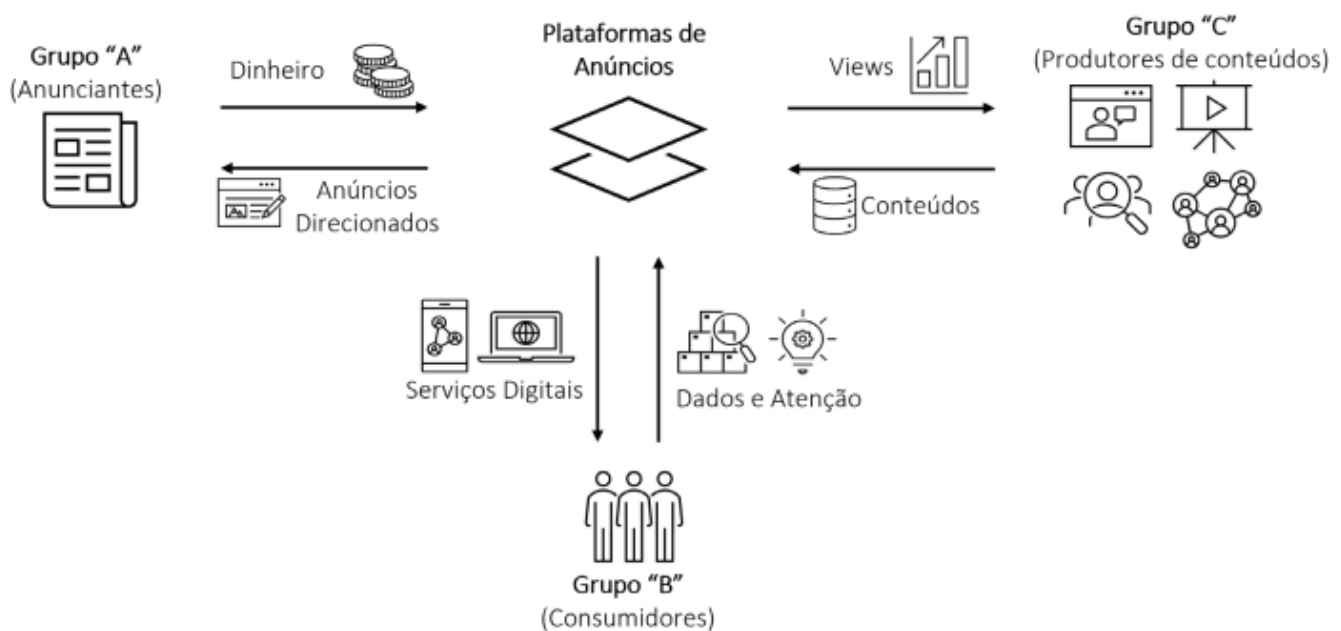 Grupo “A”
(Anunciantes)
Dinheiro
Plataformas de
Anúncios
Views
Grupo “C”
(Produtores de conteúdos)
Anúncios
Direcionados
Conteúdos
Serviços Digitais
Dados e Atenção
Grupo “B”
(Consumidores)